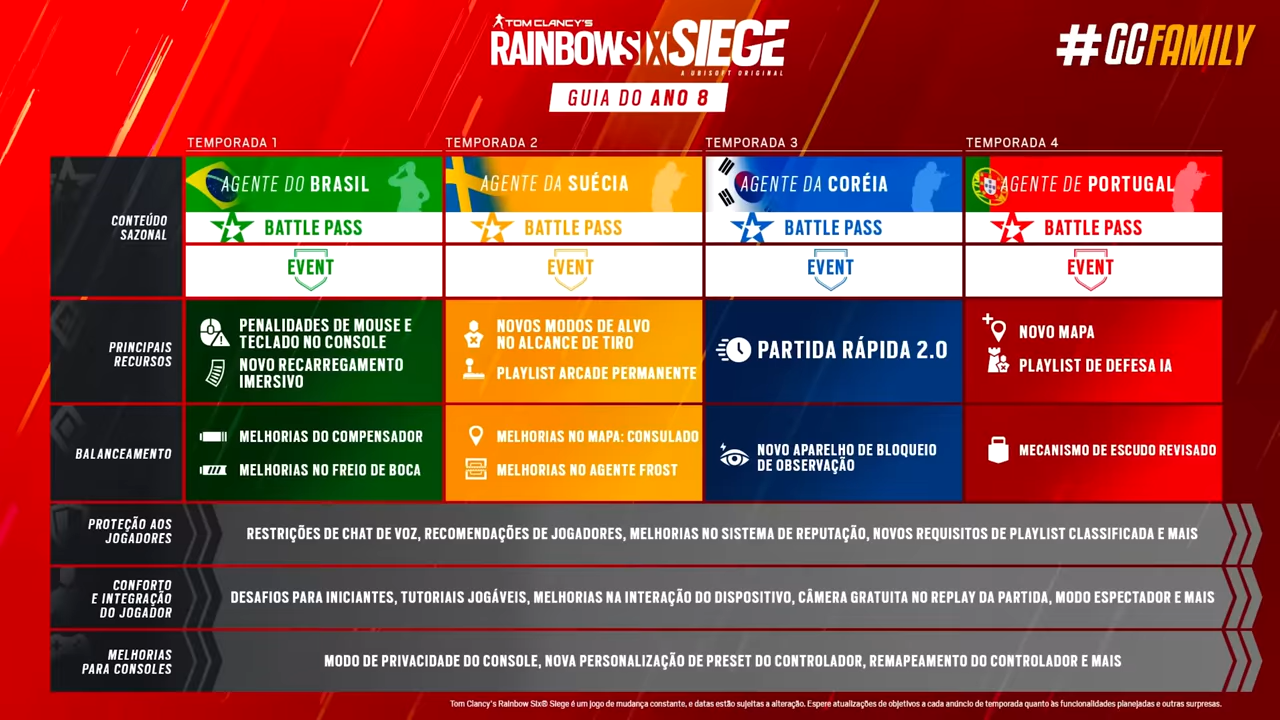 TOM CLANCY'S
RAINBOWSIX SIEGE
A UBISOFT ORIGINAL
#GCFAMILY
GUIA DO ANO 8
TEMPORADA 1
TEMPORADA 2
TEMPORADA 3
TEMPORADA 4
CONTEÚDO
SAZONAL
AGENTE DO BRASIL
AGENTE DA SUÉCIA
AGENTE DA CORÉIA
AGENTE DE PORTUGAL
BATTLE PASS
BATTLE PASS
BATTLE PASS
BATTLE PASS
EVENT
EVENT
EVENT
EVENT
PRINCIPAIS
RECURSOS
PENALIDADES DE MOUSE E
TECLADO NO CONSOLE
NOVO RECARREGAMENTO
IMERSIVO
NOVOS MODOS DE ALVO
NO ALCANCE DE TIRO
PLAYLIST ARCADE PERMANENTE
PARTIDA RÁPIDA 2.0
NOVO MAPA
PLAYLIST DE DEFESA IA
BALANCEAMENTO
MELHORIAS DO COMPENSADOR
MELHORIAS NO FREIO DE BOCA
MELHORIAS NO MAPA: CONSULADO
MELHORIAS NO AGENTE FROST
NOVO APARELHO DE BLOQUEIO
DE OBSERVAÇÃO
MECANISMO DE ESCUDO REVISADO
PROTEÇÃO AOS
JOGADORES
RESTRIÇÕES DE CHAT DE VOZ, RECOMENDAÇÕES DE JOGADORES, MELHORIAS NO SISTEMA DE REPUTAÇÃO, NOVOS REQUISITOS DE PLAYLIST CLASSIFICADA E MAIS
CONFORTO
E INTEGRAÇÃO
DO JOGADOR
DESAFIOS PARA INICIANTES, TUTORIAIS JOGÁVEIS, MELHORIAS NA INTERAÇÃO DO DISPOSITIVO, CÂMERA GRATUITA NO REPLAY DA PARTIDA, MODO ESPECTADOR E MAIS
MELHORIAS
PARA CONSOLES
MODO DE PRIVACIDADE DO CONSOLE, NOVA PERSONALIZAÇÃO DE PRESET DO CONTROLADOR, REMAPEAMENTO DO CONTROLADOR E MAIS
Tom Clancy's Rainbow Six® Siege é um jogo de mudança constante, e datas estão sujeitas a alteração. Espere atualizações de objetivos a cada anúncio de temporada quanto às funcionalidades planejadas e outras surpresas.